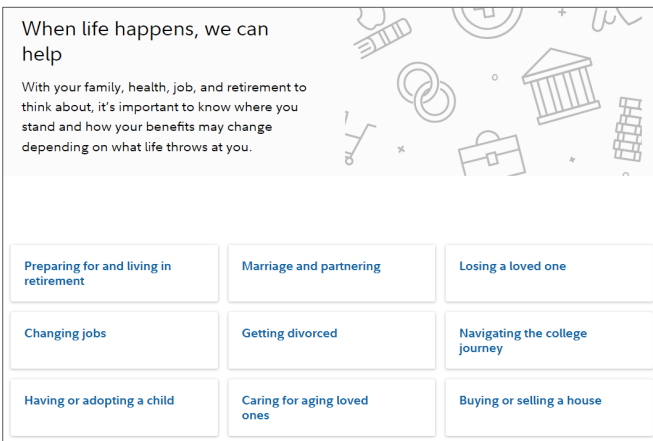 When life happens, we can
help
With your family, health, job, and retirement to
think about, it's important to know where you
stand and how your benefits may change
depending on what life throws at you.
Preparing for and living in
retirement
Marriage and partnering
Losing a loved one
Changing jobs
Getting divorced
Navigating the college
journey
Having or adopting a child
Caring for aging loved
ones
Buying or selling a house